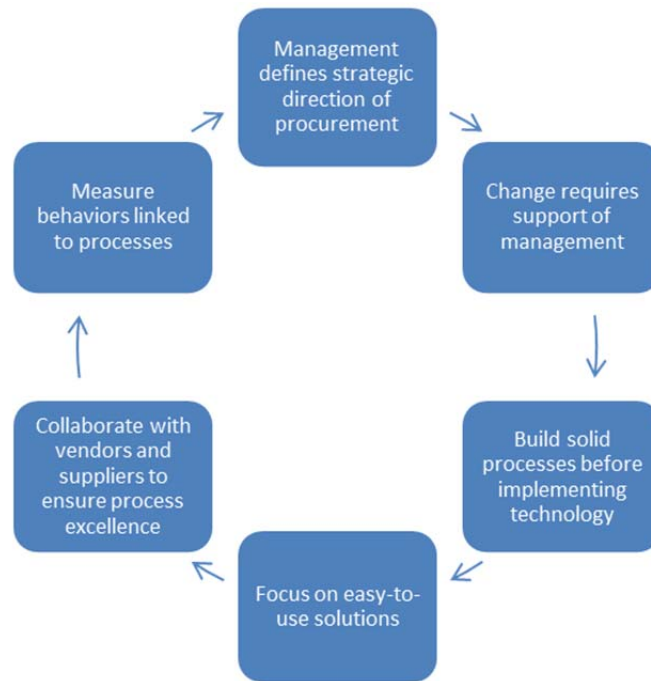 Management
defines strategic
direction of
procurement
Change requires
support of
management
Build solid
processes before
implementing
technology
Focus on easy-to-
use solutions
Collaborate with
vendors and
suppliers to
ensure process
excellence
Measure
behaviors linked
to processes